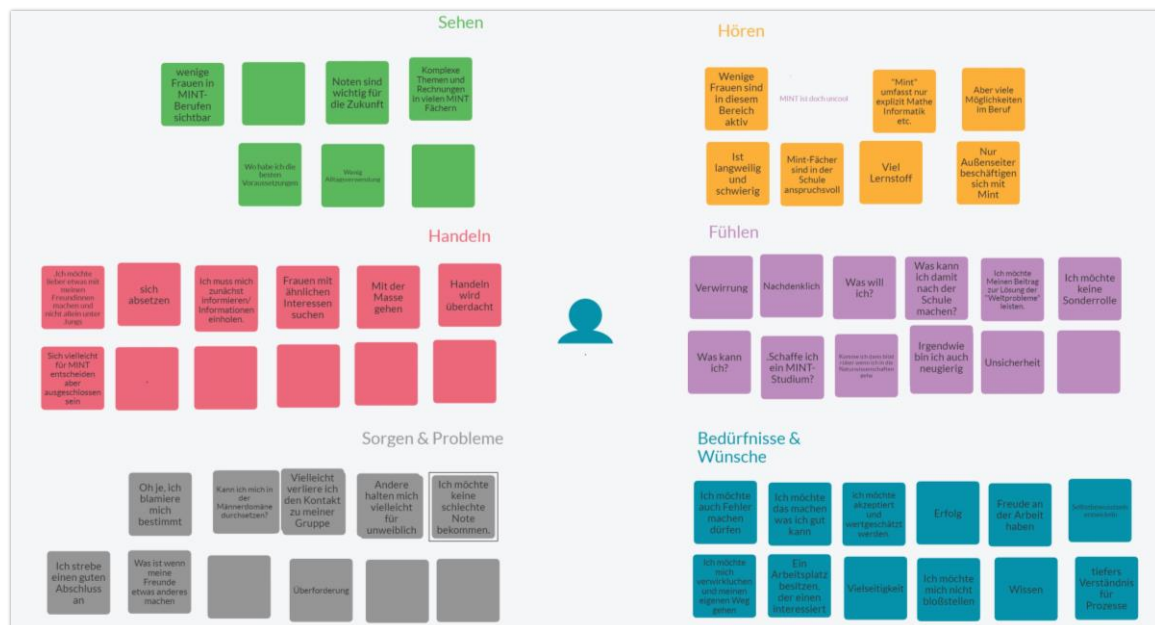 Sehen
wenige
Frauen in
MINT-
Berufen
sichtbar
Noten sind
wichtig für
die Zukunft
Komplexe
Themen und
Rechnungen
in vielen MINT
Fächern
Wo habe ich die
besten
Voraussetzungen
Wenig
Alltagsverwendung
Hören
Wenige
Frauen sind
in diesem
Bereich
aktiv
MINT ist doch uncool
"Mint"
umfasst nur
explizit Mathe
Informatik
etc.
Aber viele
Möglichkeiten
im Beruf
Ist
langweilig
und
schwierig
Mint-Fächer
sind in der
Schule
anspruchsvoll
Viel
Lernstoff
Nur
Außenseiter
beschäftigen
sich mit
Mint
Handeln
Ich möchte
lieber etwas mit
meinen
Freundinnen
machen und
nicht allein unter
Jungs
sich
absetzen
Ich muss mich
zunächst
informieren/
Informationen
einholen.
Frauen mit
ähnlichen
Interessen
suchen
Mit der
Masse
gehen
Handeln
wird
überdacht
Sich vielleicht
für MINT
entscheiden
aber
ausgeschlossen
sein
Fühlen
Verwirrung
Nachdenklich
Was will
ich?
Was kann
ich damit
nach der
Schule
machen?
Ich möchte
Meinen Beitrag
zur Lösung der
"Weltprobleme"
leisten.
Ich möchte
keine
Sonderrolle
Was kann
ich?
.Schaffe ich
ein MINT-
Studium?
Irgendwie
bin ich auch
neugierig
Unsicherheit
Sorgen & Probleme
Oh je, ich
blamiere
mich
bestimmt
Kann ich mich in
der
Männerdomäne
durchsetzen?
Vielleicht
verliere ich
den Kontakt
zu meiner
Gruppe
Andere
halten mich
vielleicht
für
unweiblich
Ich möchte
keine
schlechte
Note
bekommen.
Ich strebe
einen guten
Abschluss
an
Was ist wenn
meine
Freunde
etwas anderes
machen
Überforderung
Bedürfnisse &
Wünsche
Ich möchte
auch Fehler
machen
dürfen
Ich möchte
das machen
was ich gut
kann
Ich möchte
akzeptiert
und
wertgeschätzt
werden
Erfolg
Freude an
der Arbeit
haben
Selbstbewusstsein
Ich möchte
mich
verwirklichen
und meinen
eigenen Weg
gehen
Ein
Arbeitsplatz
besitzen,
der einen
interessiert
Vielseitigkeit
Ich möchte
mich nicht
bloßstellen
Wissen
tiefers
Verständnis
für
Prozesse